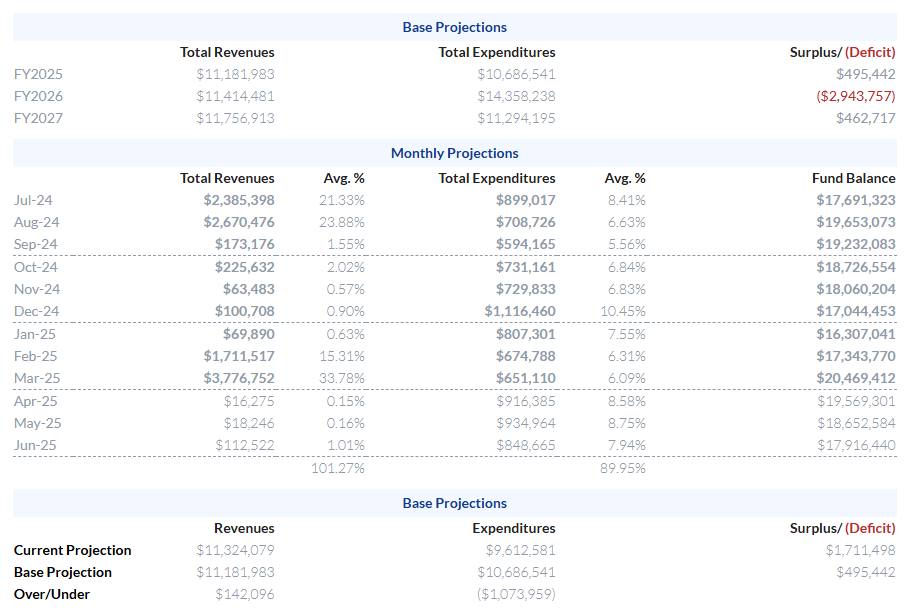 Base Projections
Total Revenues Total Expenditures Surplus/ (Deficit)
FY2025 $11,181,983 $10,686,541 $495,442
FY2026 $11,414,481 $14,358,238 ($2,943,757)
FY2027 $11,756,913 $11,294,195 $462,717
Monthly Projections
Total Revenues Avg. % Total Expenditures Avg. % Fund Balance
Jul-24 $2,385,398 21.33% $899,017 8.41% $17,691,323
Aug-24 $2,670,476 23.88% $708,726 6.63% $19,653,073
Sep-24 $173,176 1.55% $594,165 5.56% $19,232,083
Oct-24 $225,632 2.02% $731,161 6.84% $18,726,554
Nov-24 $63,483 0.57% $729,833 6.83% $18,060,204
Dec-24 $100,708 0.90% $1,116,460 10.45% $17,044,453
Jan-25 $69,890 0.63% $807,301 7.55% $16,307,041
Feb-25 $1,711,517 15.31% $674,788 6.31% $17,343,770
Mar-25 $3,776,752 33.78% $651,110 6.09% $20,469,412
Apr-25 $16,275 0.15% $916,385 8.58% $19,569,301
May-25 $18,246 0.16% $934,964 8.75% $18,652,584
Jun-25 $112,522 1.01% $848,665 7.94% $17,916,440
101.27% 89.95%
Base Projections
Revenues Expenditures Surplus/ (Deficit)
Current Projection $11,324,079 $9,612,581 $1,711,498
Base Projection $11,181,983 $10,686,541 $495,442
Over/Under $142,096 ($1,073,959)